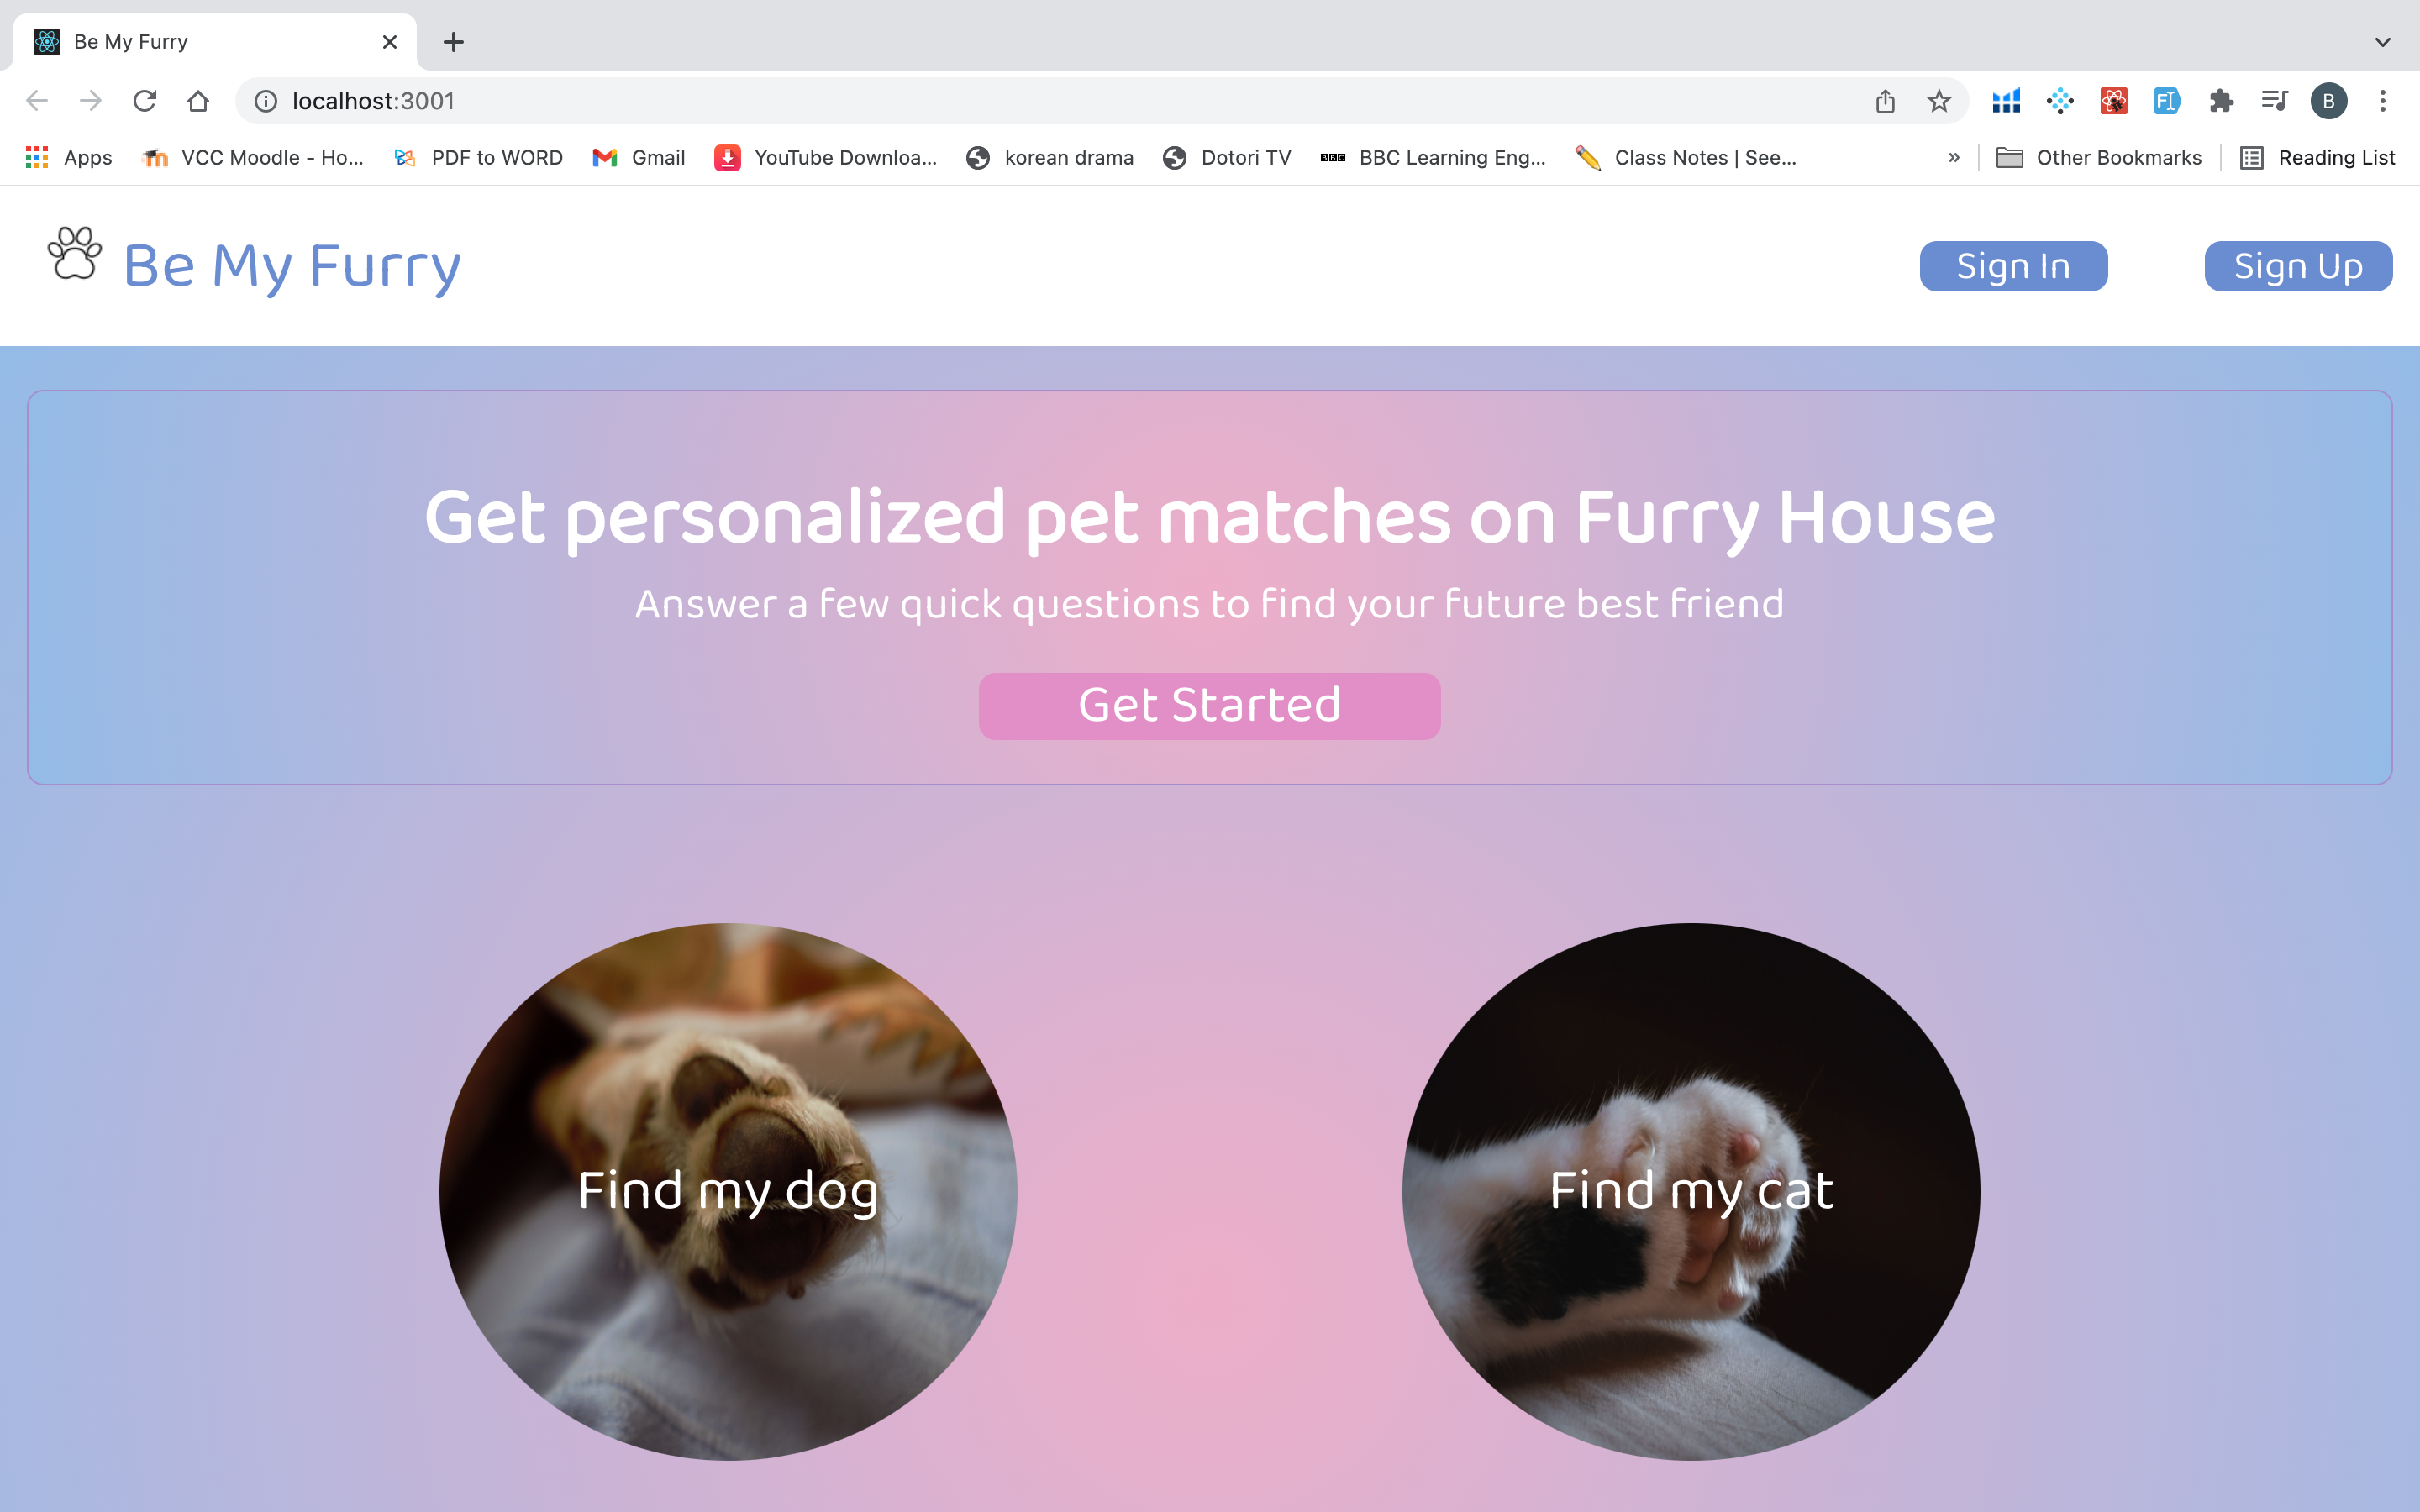 Be My Furry
localhost:3001
B
Apps VCC Moodle - Ho... PDF to WORD Gmail YouTube Downloa... korean drama Dotori TV BBC BBC Learning Eng... Class Notes | See... » Other Bookmarks Reading List
Be My Furry Sign In Sign Up
Get personalized pet matches on Furry House
Answer a few quick questions to find your future best friend
Get Started
Find my dog Find my cat